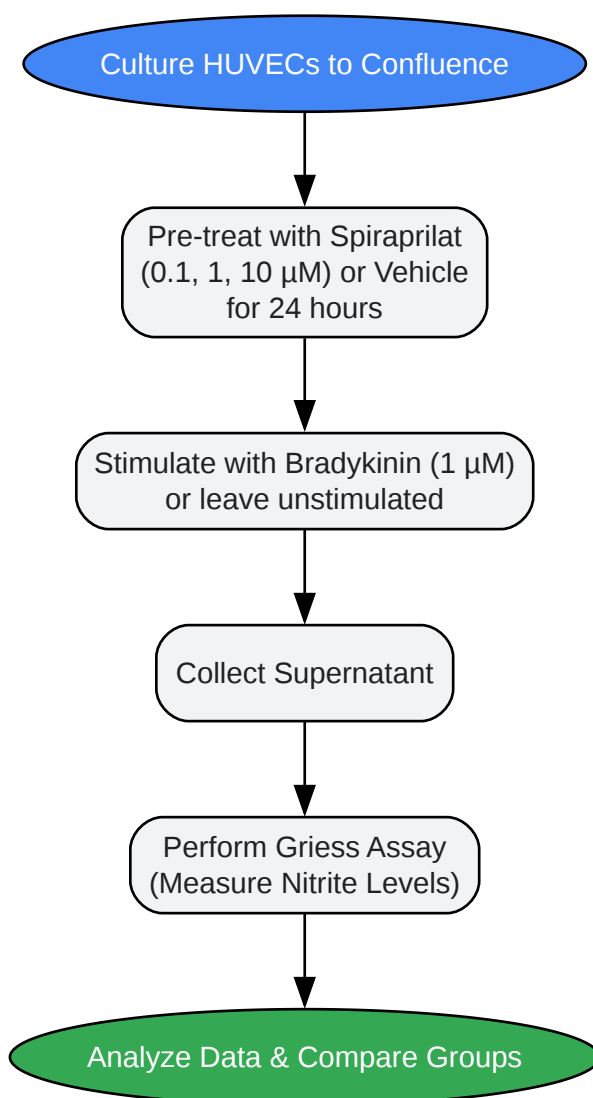 Culture HUVECs to Confluence
Pre-treat with Spiraprilat
(0.1, 1, 10 µM) or Vehicle
for 24 hours
Stimulate with Bradykinin (1 µM)
or leave unstimulated
Collect Supernatant
Perform Griess Assay
(Measure Nitrite Levels)
Analyze Data & Compare Groups